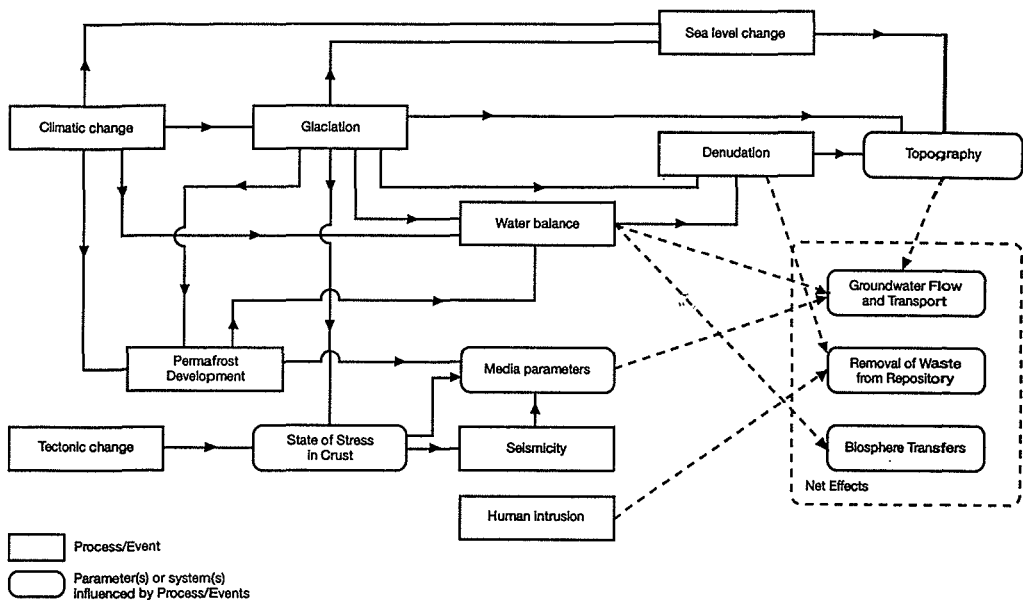 Sea level change
Climatic change
Glaciation
Denudation
Topography
Water balance
Groundwater Flow
and Transport
Permafrost
Development
Media parameters
Removal of Waste
from Repository
Tectonic change
State of Stress
in Crust
Seismicity
Biosphere Transfers
Net Effects
Human intrusion
Process/Event
Parameter(s) or system(s)
influenced by Process/Events